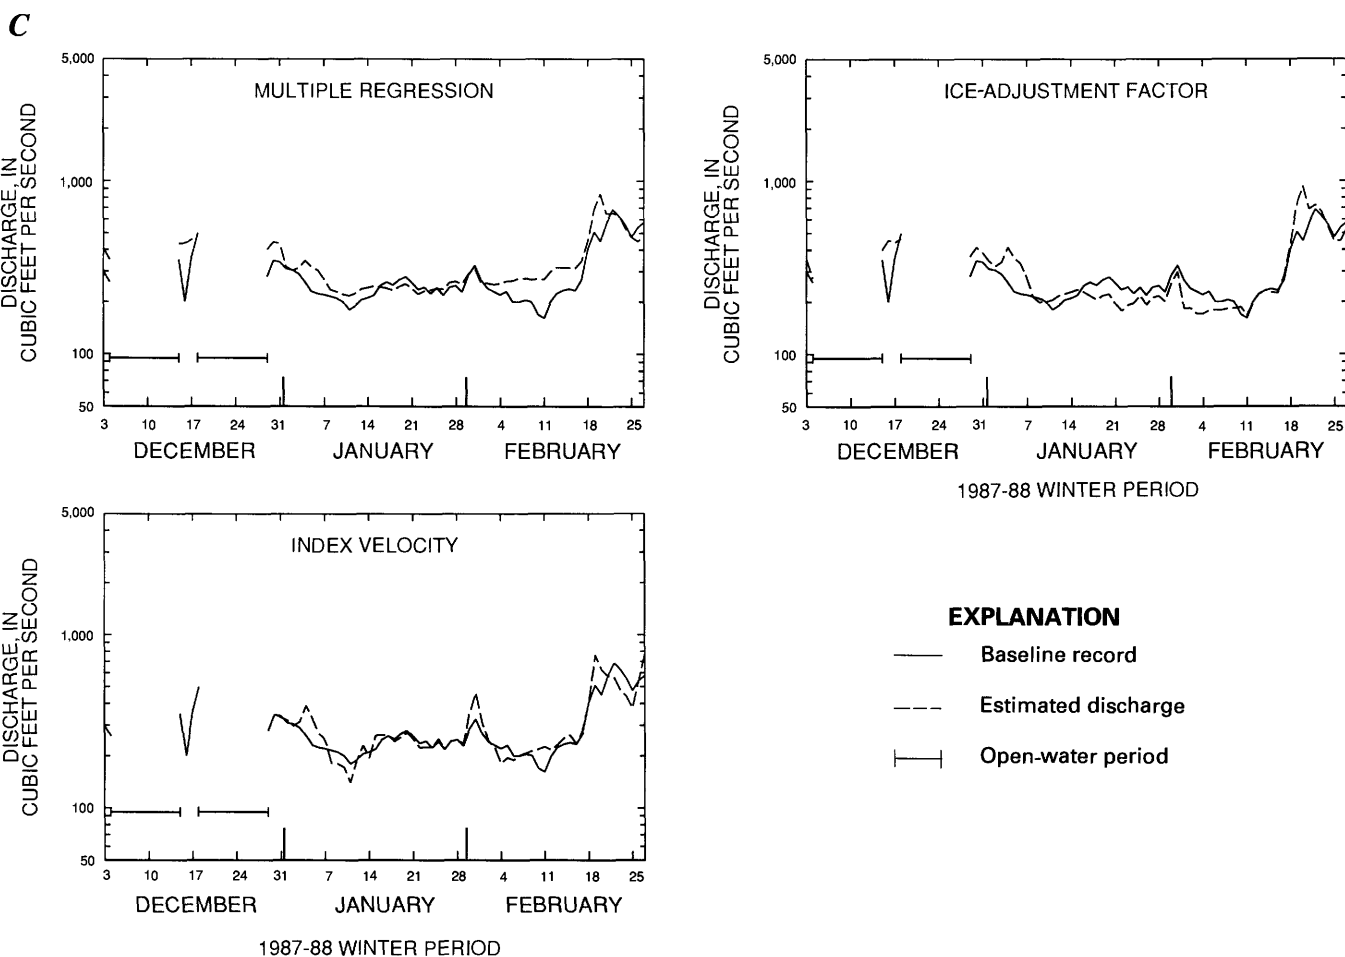 C
MULTIPLE REGRESSION
DISCHARGE, IN
CUBIC FEET PER SECOND
5,000
1,000
100
50
3 10 17 24 31 7 14 21 28 4 11 18 25
DECEMBER JANUARY FEBRUARY
ICE-ADJUSTMENT FACTOR
DISCHARGE, IN
CUBIC FEET PER SECOND
5,000
1,000
100
50
3 10 17 24 31 7 14 21 28 4 11 18 25
DECEMBER JANUARY FEBRUARY
1987-88 WINTER PERIOD
INDEX VELOCITY
DISCHARGE, IN
CUBIC FEET PER SECOND
5,000
1,000
100
50
3 10 17 24 31 7 14 21 28 4 11 18 25
DECEMBER JANUARY FEBRUARY
1987-88 WINTER PERIOD
EXPLANATION
Baseline record
Estimated discharge
Open-water period